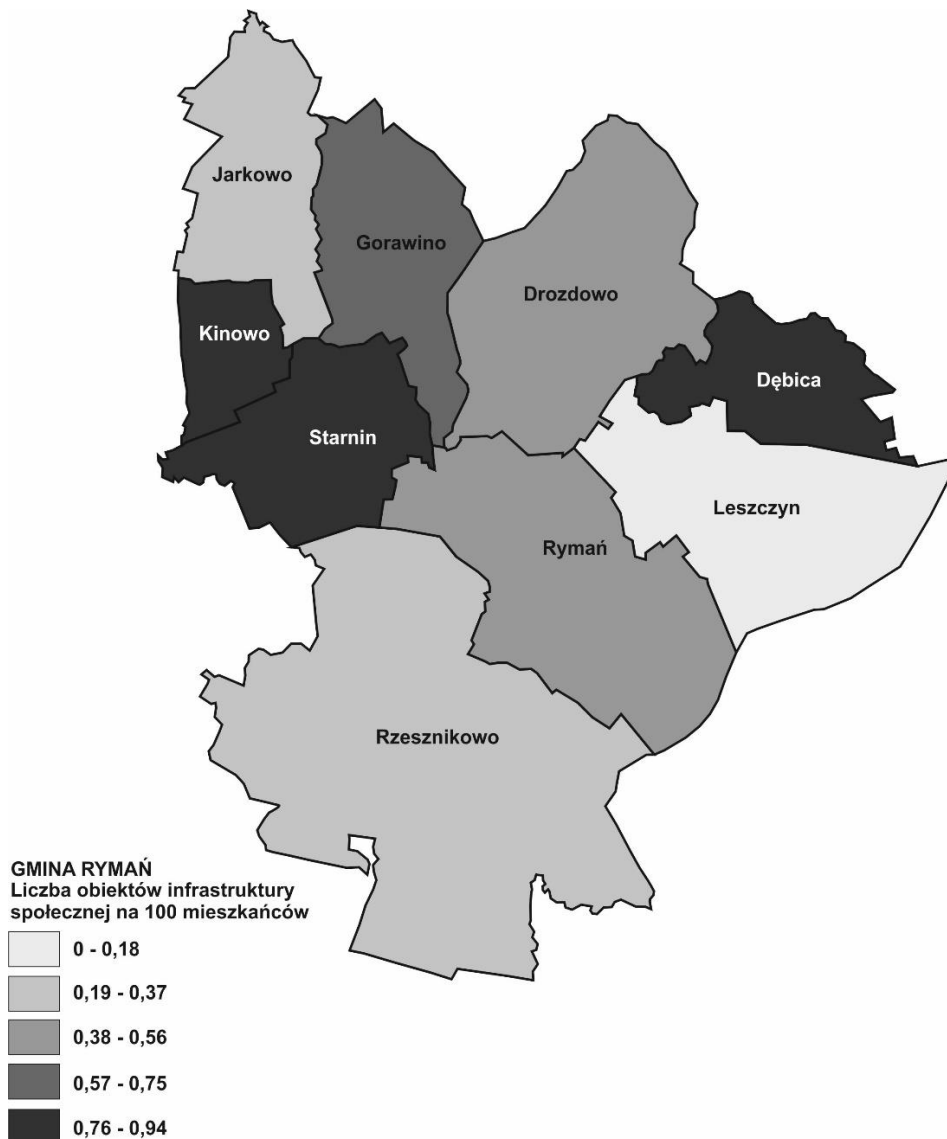 Jarkowo
Gorawino
Drozdowo
Kinowo
Dębica
Starnin
Leszczyn
Rymań
Rzesznikowo
GMINA RYMAŃ
Liczba obiektów infrastruktury
społecznej na 100 mieszkańców
0 - 0,18
0,19 - 0,37
0,38 - 0,56
0,57 - 0,75
0,76 - 0,94